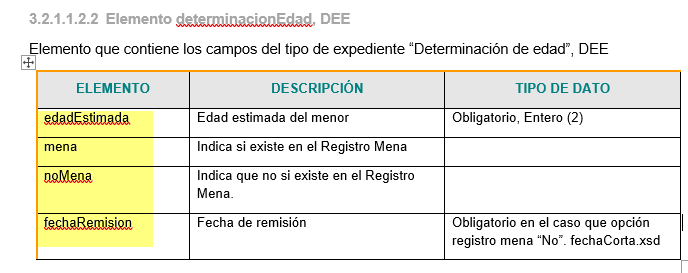 3.2.1.1.2.2 Elemento determinacionEdad, DEE
Elemento que contiene los campos del tipo de expediente “Determinación de edad”, DEE
ELEMENTO DESCRIPCIÓN TIPO DE DATO
edadEstimada Edad estimada del menor Obligatorio, Entero (2)
mena Indica si existe en el Registro Mena
noMena Indica que no si existe en el Registro
Mena.
fechaRemision Fecha de remisión Obligatorio en el caso que opción
registro mena “No”. fechaCorta.xsd